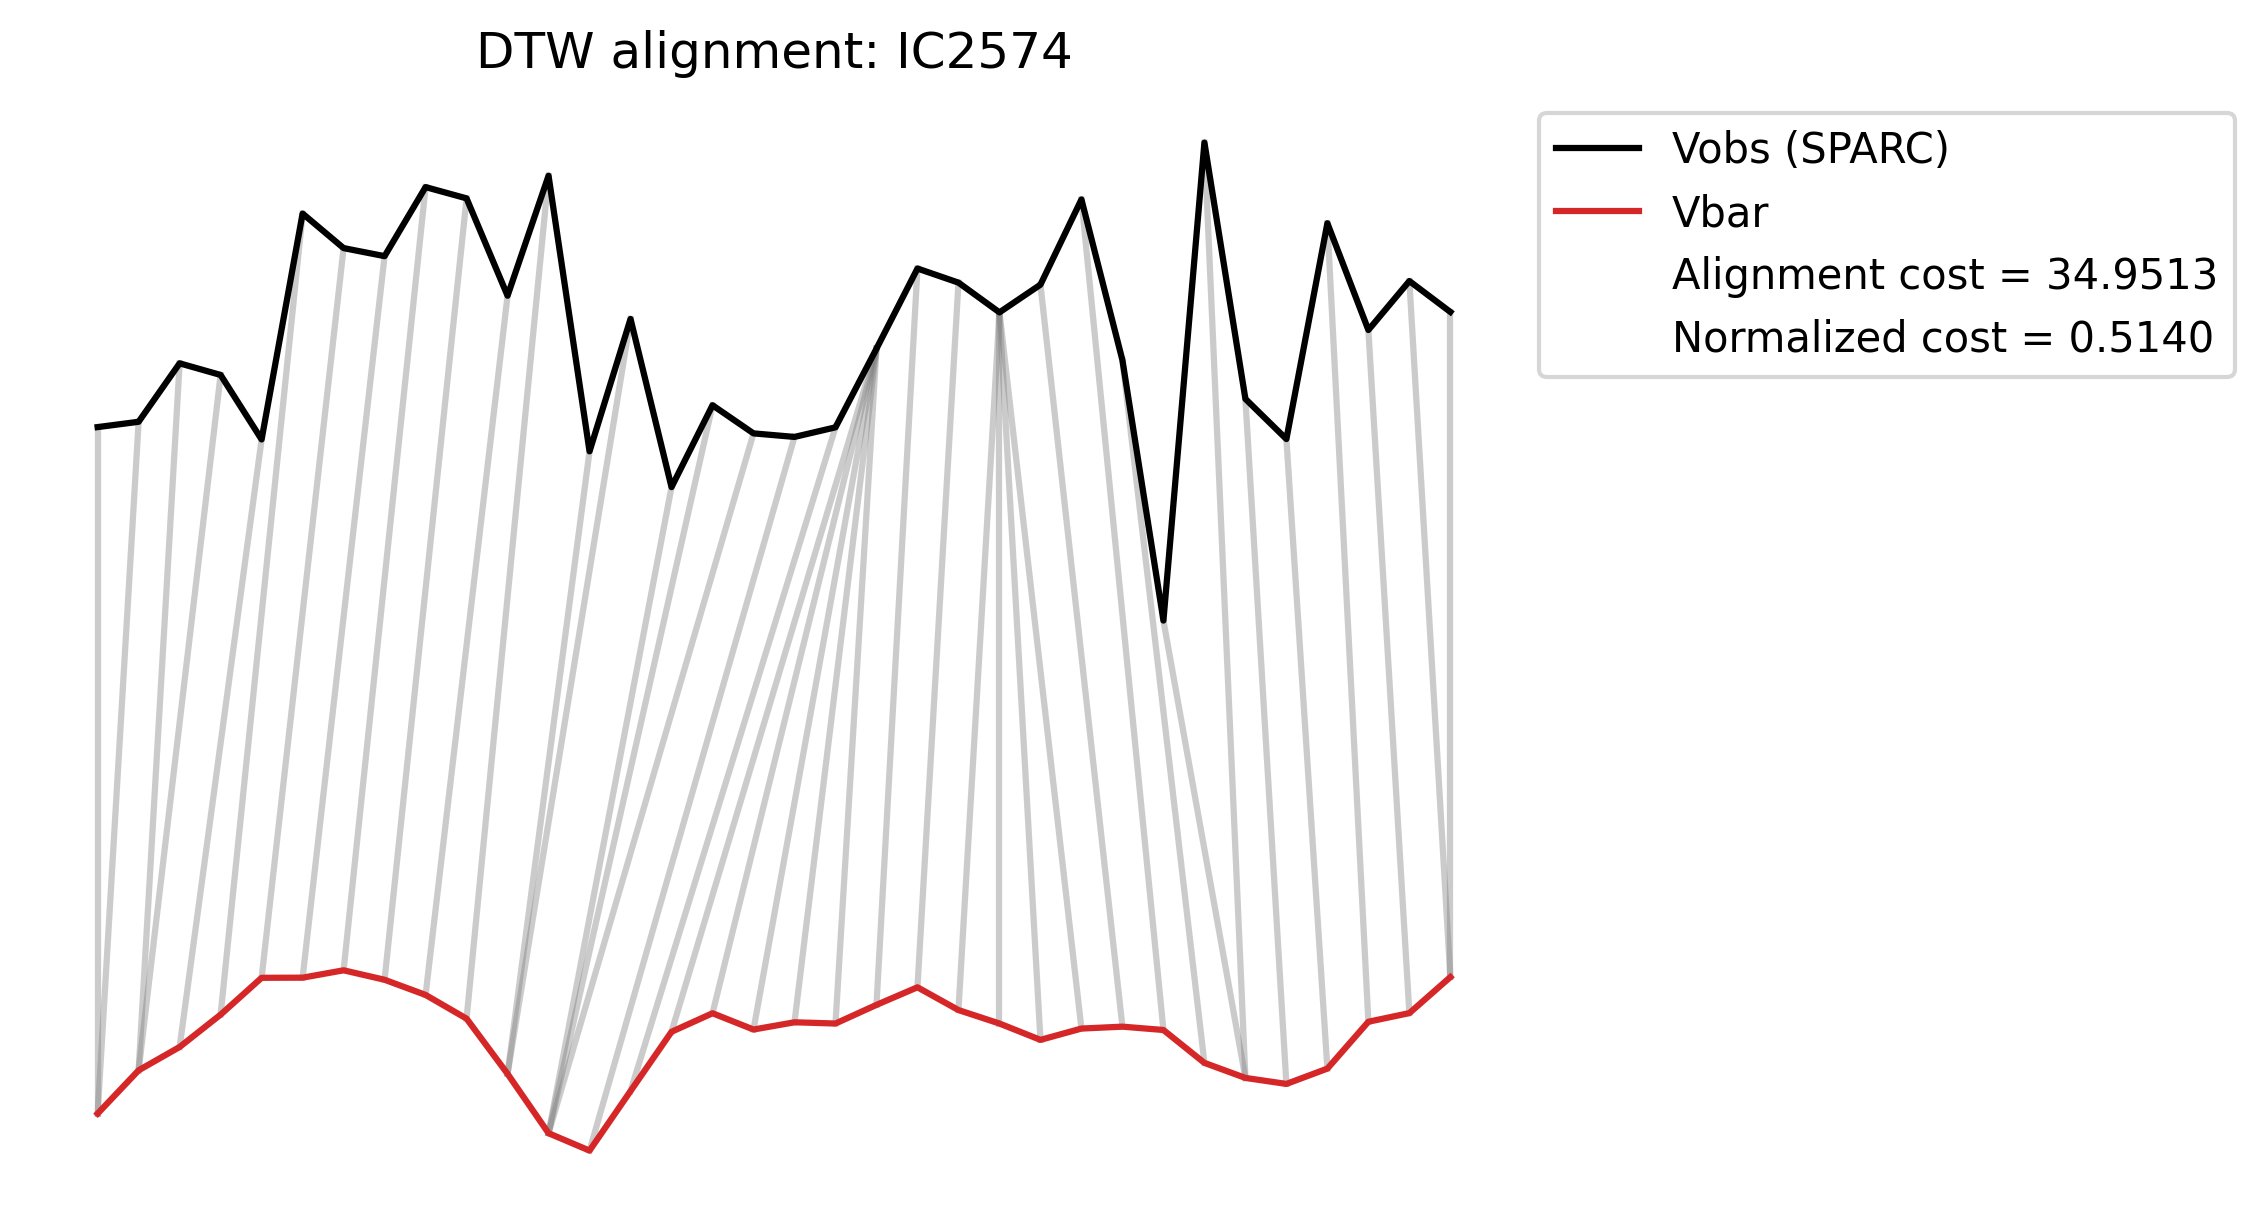 DTW alignment: IC2574
Vobs (SPARC)
Vbar
Alignment cost = 34.9513
Normalized cost = 0.5140